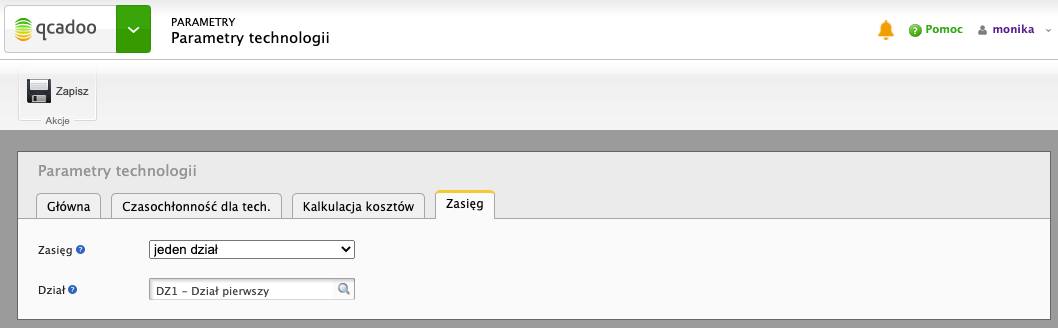 qcadoo
PARAMETRY
Parametry technologii
Pomoc
monika
Zapisz
Akcje
Parametry technologii
Główna
Czasochłonność dla tech.
Kalkulacja kosztów
Zasięg
Zasięg
jeden dział
Dział
DZ1 - Dział pierwszy